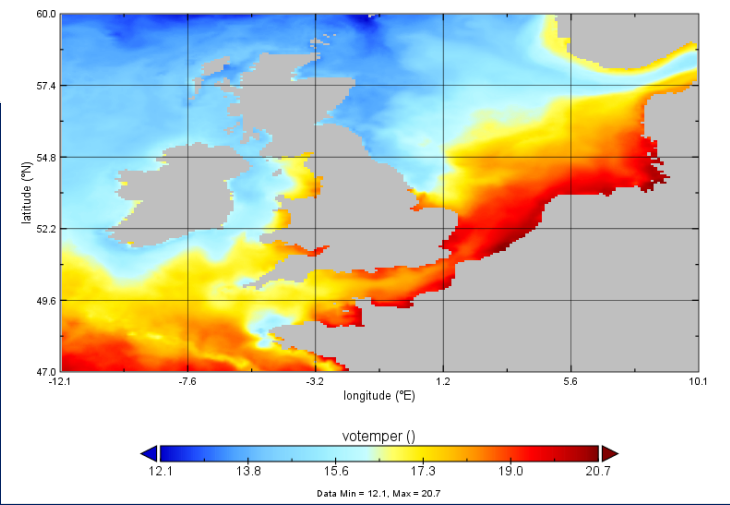 60.0
57.4
54.8
52.2
49.6
47.0
latitude (°N)
-12.1 -7.6 -3.2 1.2 5.6 10.1
longitude (°E)
votemper ()
12.1 13.8 15.6 17.3 19.0 20.7
Data Min = 12.1, Max = 20.7